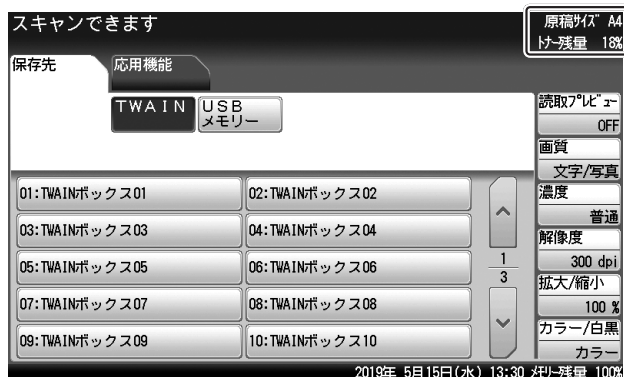 スキャンできます
原稿ｻｲｽﾞ A4
ﾄﾅｰ残量 18%
保存先
応用機能
TWAIN
USB
メモリー
01:TWAINボックス01
02:TWAINボックス02
03:TWAINボックス03
04:TWAINボックス04
05:TWAINボックス05
06:TWAINボックス06
07:TWAINボックス07
08:TWAINボックス08
09:TWAINボックス09
10:TWAINボックス10
1
3
読取ﾌﾟﾚﾋﾞｭｰ
OFF
画質
文字/写真
濃度
普通
解像度
300 dpi
拡大/縮小
100 %
カラー/白黒
カラー
2019年 5月15日(水) 13:30 ﾒﾓﾘｰ残量 100%